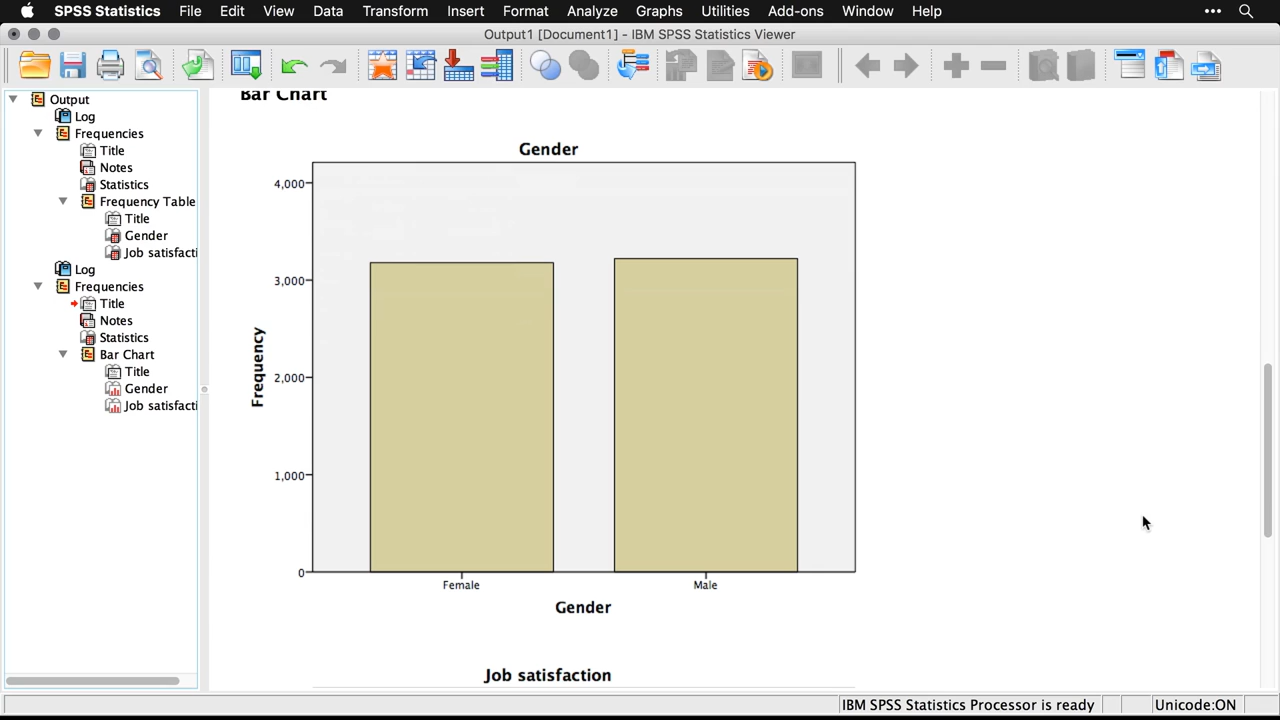 SPSS Statistics File Edit View Data Transform Insert Format Analyze Graphs Utilities Add-ons Window Help
Output1 [Document1] - IBM SPSS Statistics Viewer
Output
Log
Frequencies
Title
Notes
Statistics
Frequency Table
Title
Gender
Job satisfacti
Log
Frequencies
Title
Notes
Statistics
Bar Chart
Title
Gender
Job satisfacti
Bar Chart
Gender
4,000
3,000
2,000
1,000
0
Frequency
Female Male
Gender
Job satisfaction
IBM SPSS Statistics Processor is ready Unicode:ON